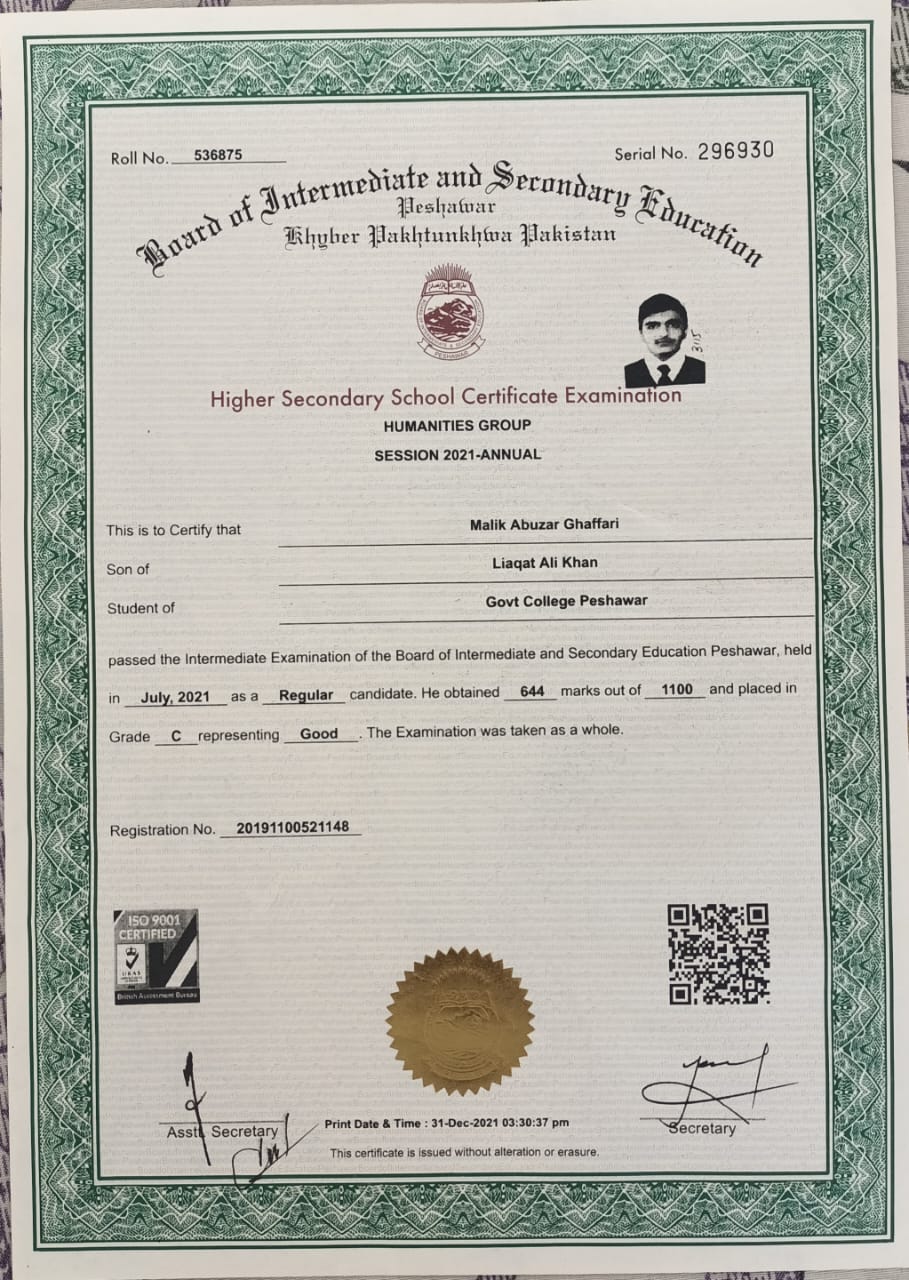 Roll No. 536875
Serial No. 296930
Board of Intermediate and Secondary Education
Peshawar
Khyber Pakhtunkhwa Pakistan
PESHAWAR
3115
Higher Secondary School Certificate Examination
HUMANITIES GROUP
SESSION 2021-ANNUAL
This is to Certify that Malik Abuzar Ghaffari
Son of Liaqat Ali Khan
Student of Govt College Peshawar
passed the Intermediate Examination of the Board of Intermediate and Secondary Education Peshawar, held
in July, 2021 as a Regular candidate. He obtained 644 marks out of 1100 and placed in
Grade C representing Good . The Examination was taken as a whole.
Registration No. 20191100521148
ISO 9001
CERTIFIED
UKAS
British Assessment Bureau
Asstt, Secretary
Print Date & Time : 31-Dec-2021 03:30:37 pm
Secretary
This certificate is issued without alteration or erasure.